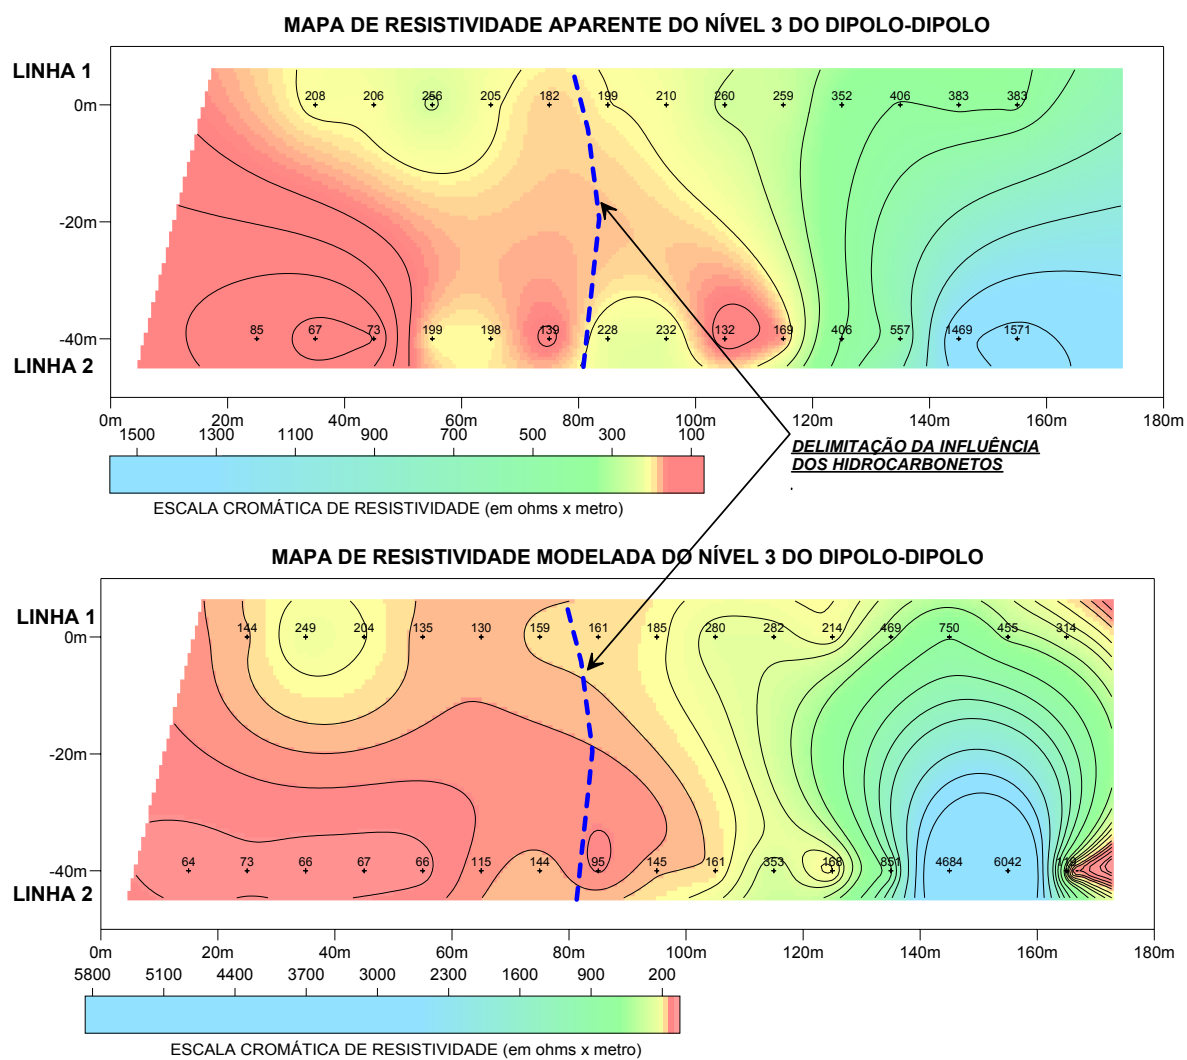 MAPA DE RESISTIVIDADE APARENTE DO NÍVEL 3 DO DIPOLO-DIPOLO
LINHA 1
208 206 256 205 182 199 210 260 259 352 406 383 383
0m
-20m
85 67 73 199 198 139 228 232 132 169 406 557 1469 1571
-40m
LINHA 2
0m 20m 40m 60m 80m 100m 120m 140m 160m 180m
1500 1300 1100 900 700 500 300 100
DELIMITAÇÃO DA INFLUÊNCIA
DOS HIDROCARBONETOS
.
ESCALA CROMÁTICA DE RESISTIVIDADE (em ohms x metro)
MAPA DE RESISTIVIDADE MODELADA DO NÍVEL 3 DO DIPOLO-DIPOLO
LINHA 1
144 249 204 135 130 159 161 185 280 282 214 469 750 455 314
0m
-20m
64 73 66 67 66 115 144 95 145 161 353 168 851 4684 6042 119
-40m
LINHA 2
0m 20m 40m 60m 80m 100m 120m 140m 160m 180m
5800 5100 4400 3700 3000 2300 1600 900 200
ESCALA CROMÁTICA DE RESISTIVIDADE (em ohms x metro)